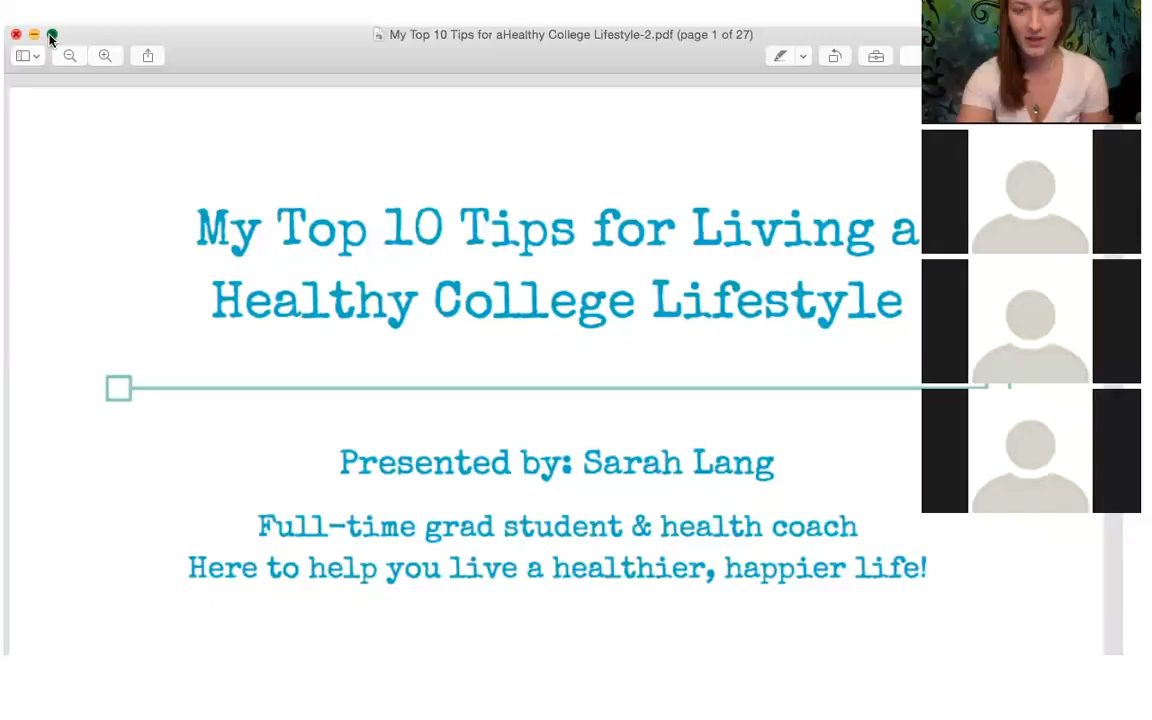 My Top 10 Tips for aHealthy College Lifestyle-2.pdf (page 1 of 27)
My Top 10 Tips for Living a
Healthy College Lifestyle
Presented by: Sarah Lang
Full-time grad student & health coach
Here to help you live a healthier, happier life!